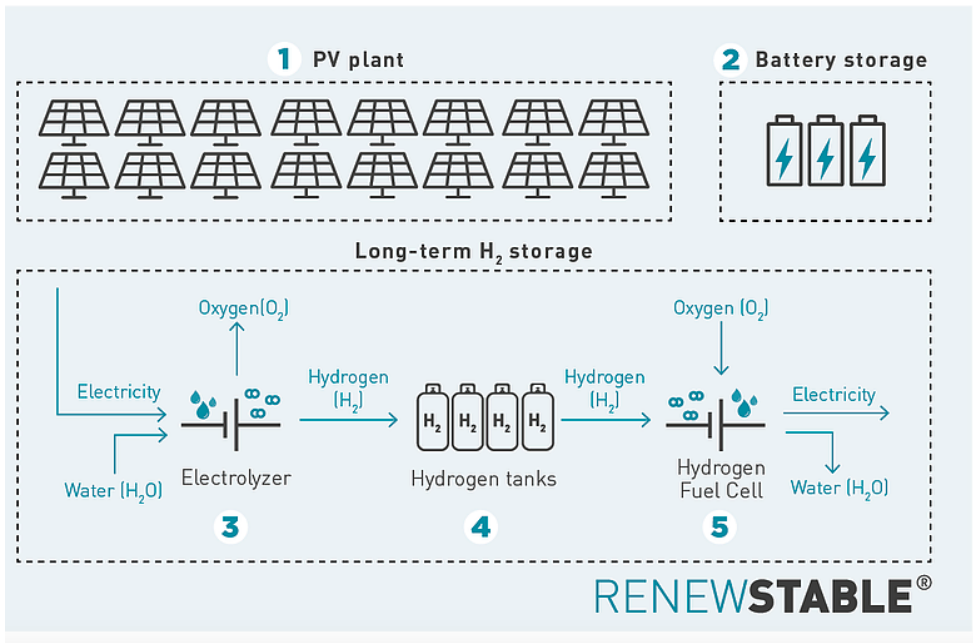 1 PV plant
2 Battery storage
Long-term H₂ storage
Oxygen(O₂)
Oxygen (O₂)
Electricity
Hydrogen
(H₂)
Hydrogen
(H₂)
Electricity
H₂ H₂ H₂ H₂
Water (H₂O)
Electrolyzer
Hydrogen tanks
Hydrogen
Fuel Cell
Water (H₂O)
3
4
5
RENEWSTABLE®